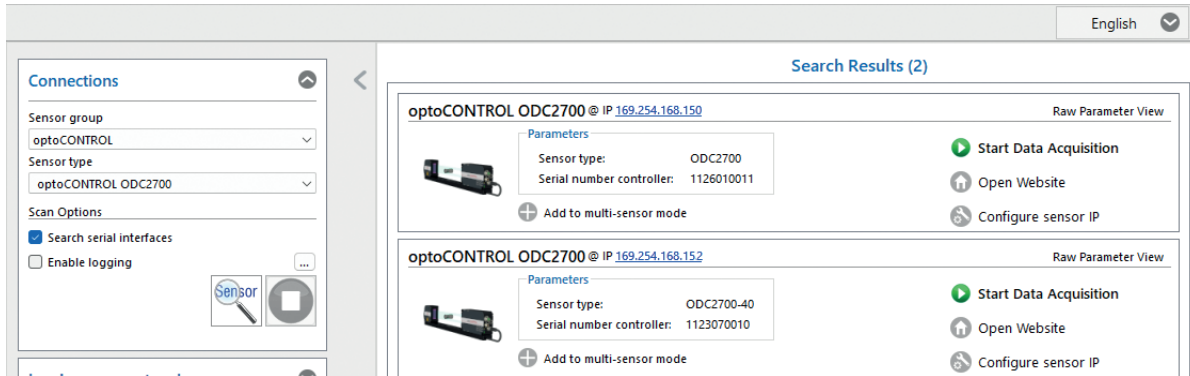 English
Connections
Sensor group
optoCONTROL
Sensor type
optoCONTROL ODC2700
Scan Options
Search serial interfaces
Enable logging
...
Sensor
Search Results (2)
optoCONTROL ODC2700 @ IP 169.254.168.150
Raw Parameter View
Parameters
Sensor type: ODC2700
Serial number controller: 1126010011
Add to multi-sensor mode
Start Data Acquisition
Open Website
Configure sensor IP
optoCONTROL ODC2700 @ IP 169.254.168.152
Raw Parameter View
Parameters
Sensor type: ODC2700-40
Serial number controller: 1123070010
Add to multi-sensor mode
Start Data Acquisition
Open Website
Configure sensor IP